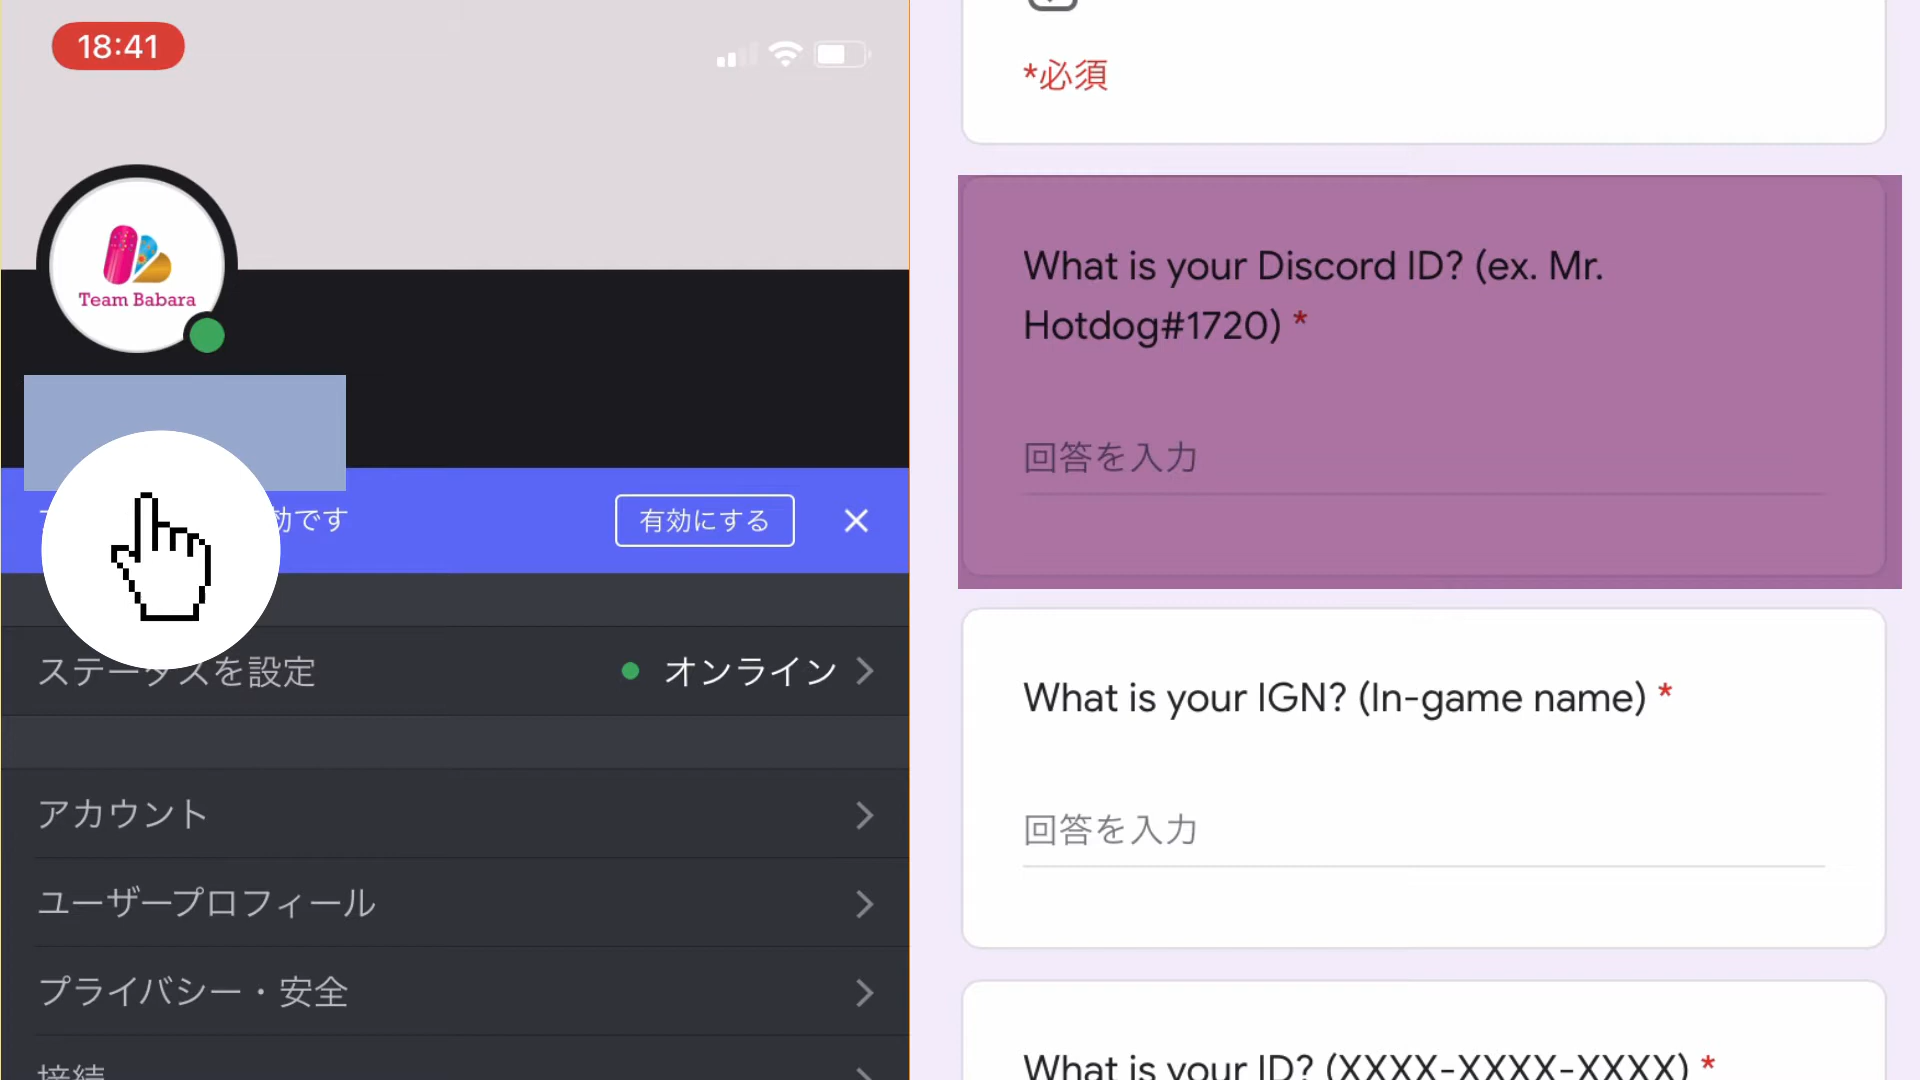 18:41
Team Babara
効です
有効にする
ステータスを設定
オンライン
アカウント
ユーザープロフィール
プライバシー・安全
接続
*必須
What is your Discord ID? (ex. Mr.
Hotdog#1720) *
回答を入力
What is your IGN? (In-game name) *
回答を入力
What is your ID? (XXXX-XXXX-XXXX) *